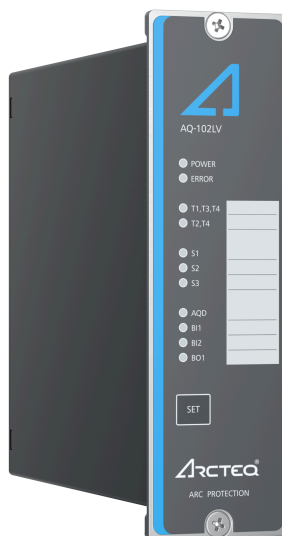 AQ-102LV
POWER
ERROR
T1,T3,T4
T2,T4
S1
S2
S3
AQD
BI1
BI2
BO1
SET
ARCTEQ®
ARC PROTECTION